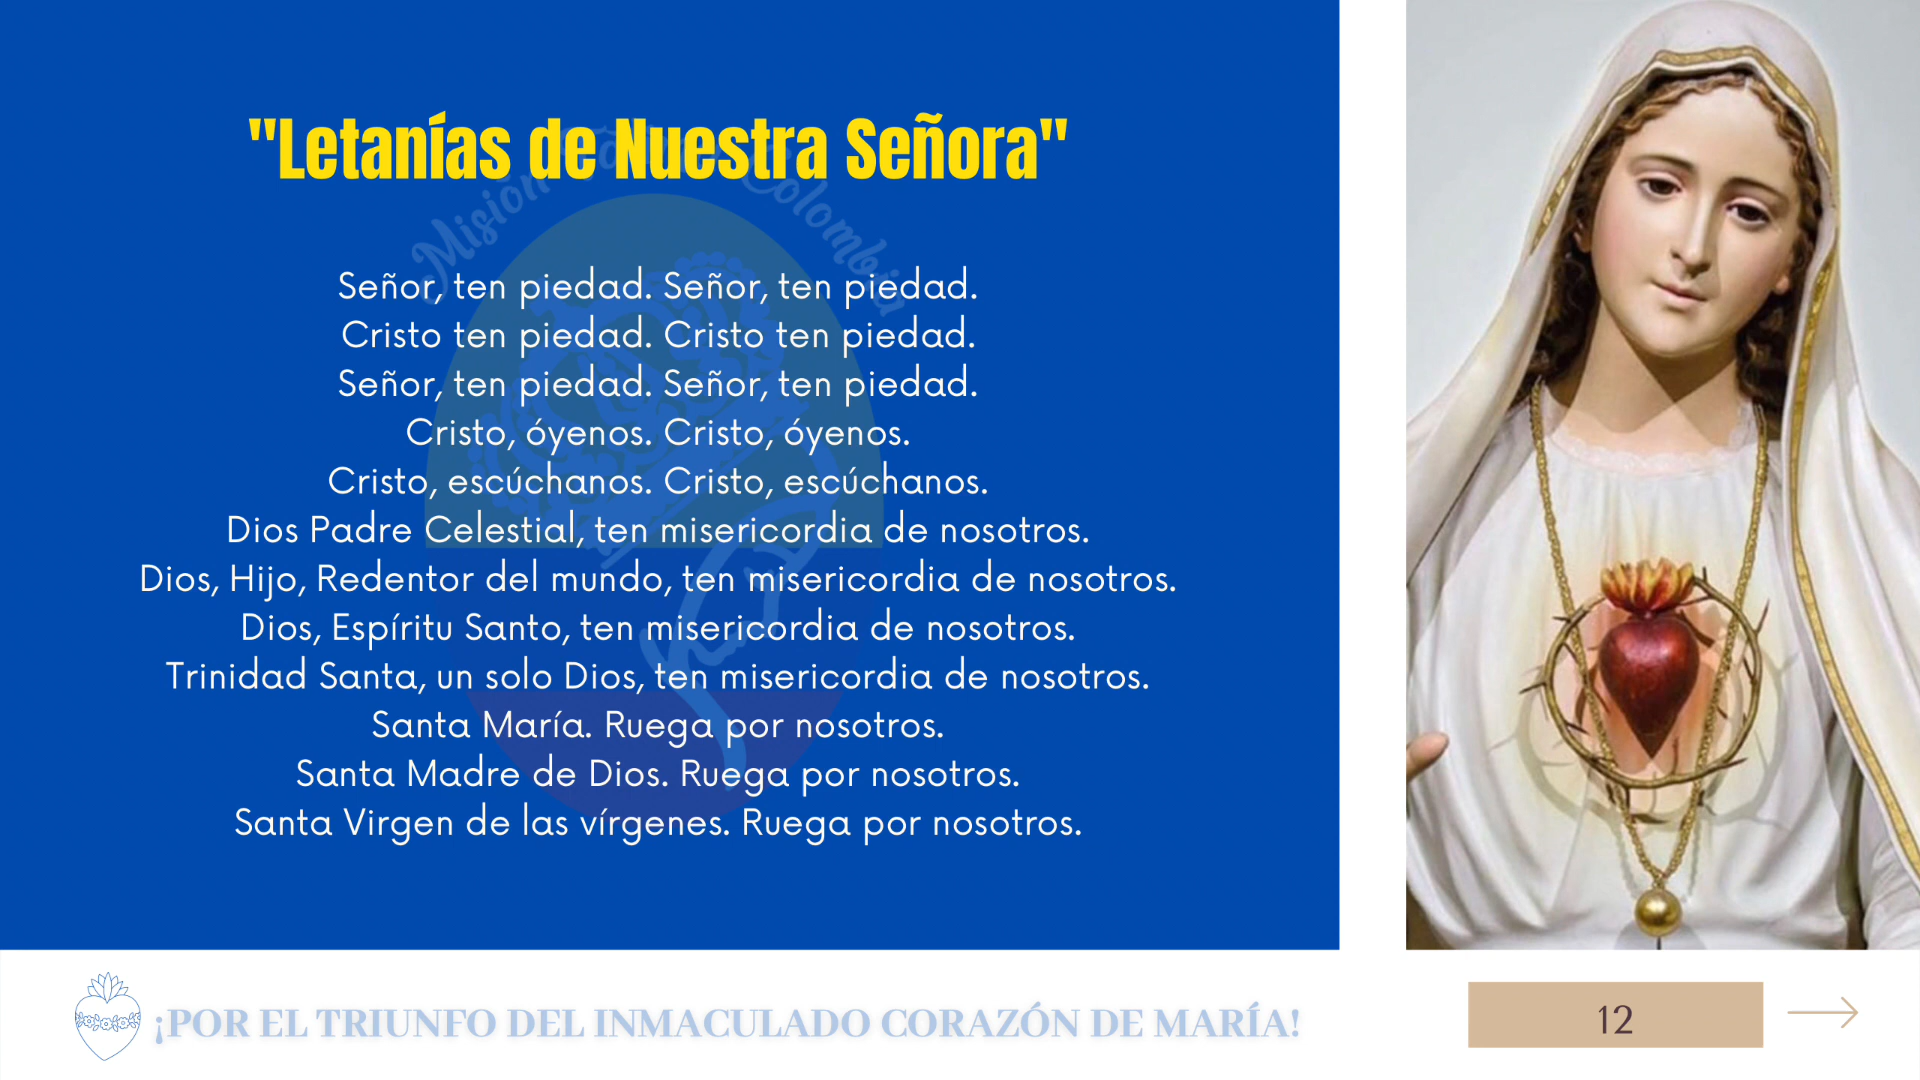 "Letanías de Nuestra Señora"
Misión Colombia
Señor, ten piedad. Señor, ten piedad.
Cristo ten piedad. Cristo ten piedad.
Señor, ten piedad. Señor, ten piedad.
Cristo, óyenos. Cristo, óyenos.
Cristo, escúchanos. Cristo, escúchanos.
Dios Padre Celestial, ten misericordia de nosotros.
Dios, Hijo, Redentor del mundo, ten misericordia de nosotros.
Dios, Espíritu Santo, ten misericordia de nosotros.
Trinidad Santa, un solo Dios, ten misericordia de nosotros.
Santa María. Ruega por nosotros.
Santa Madre de Dios. Ruega por nosotros.
Santa Virgen de las vírgenes. Ruega por nosotros.
¡POR EL TRIUNFO DEL INMACULADO CORAZÓN DE MARÍA!
12